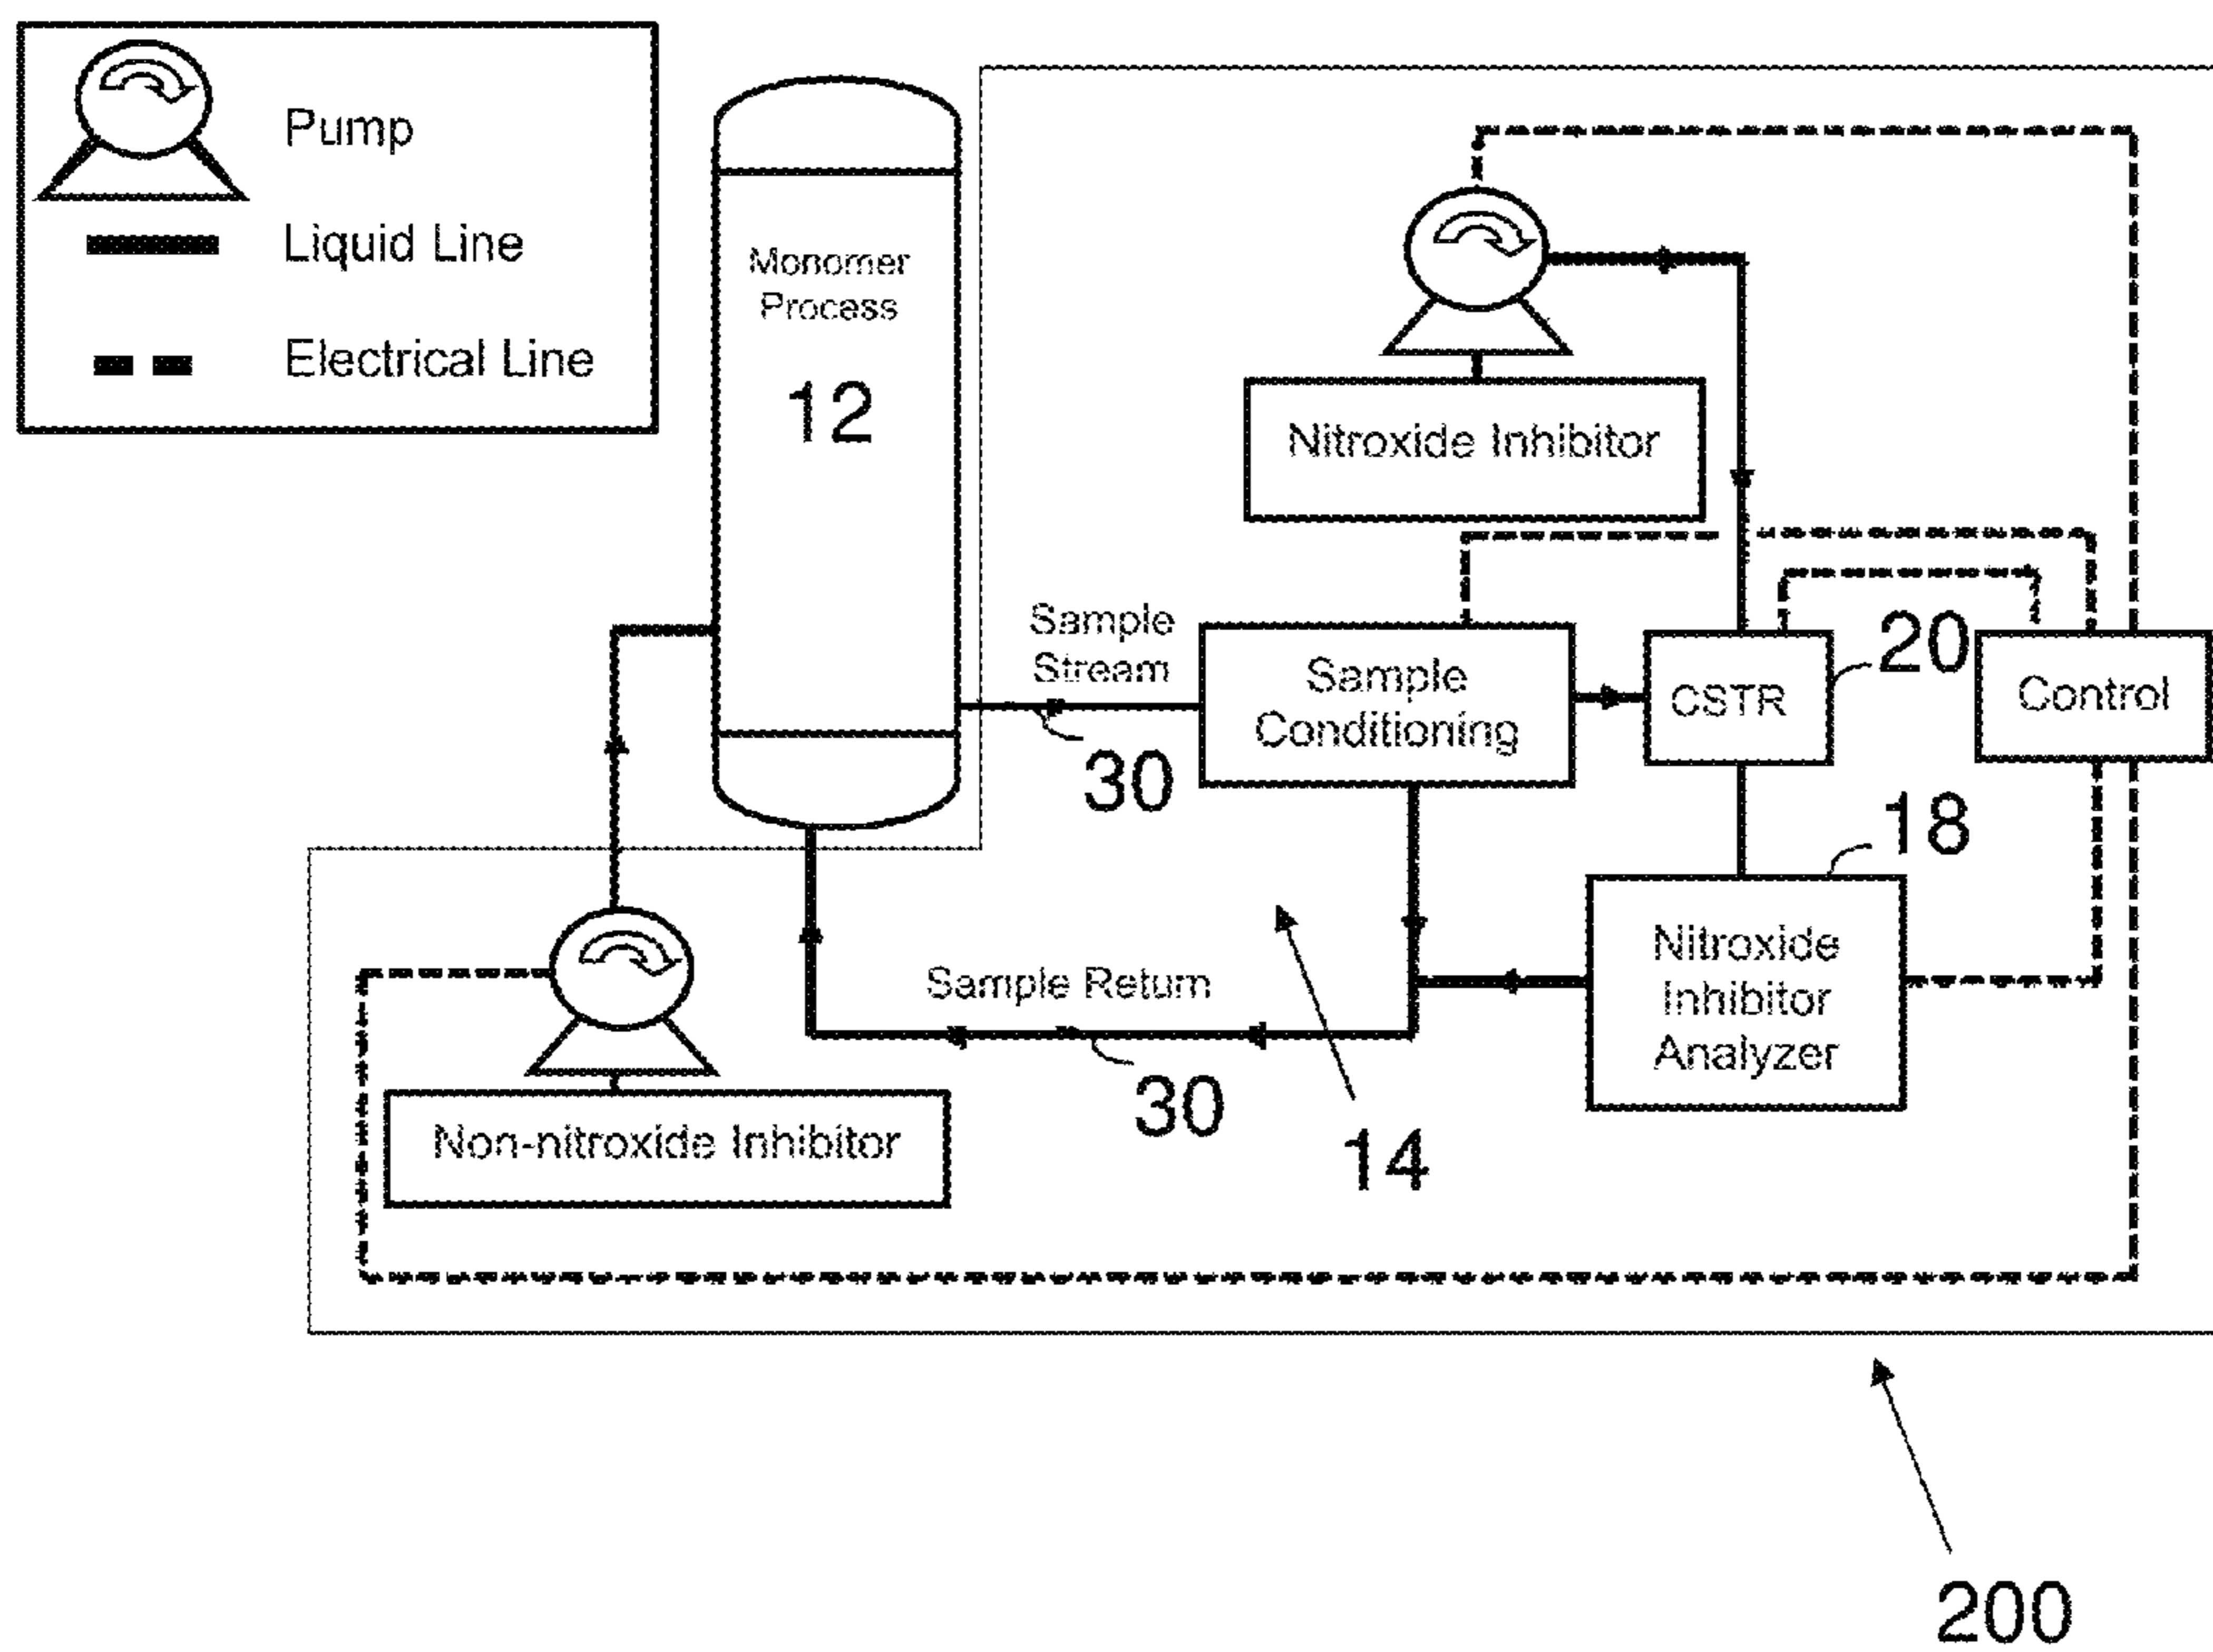 Pump
Liquid Line
Electrical Line
Monomer
Process
12
Nitroxide Inhibitor
Sample
Stream
30
Sample
Conditioning
CSTR
20
Control
18
Nitroxide
Inhibitor
Analyzer
Sample Return
30
14
Non-nitroxide Inhibitor
200